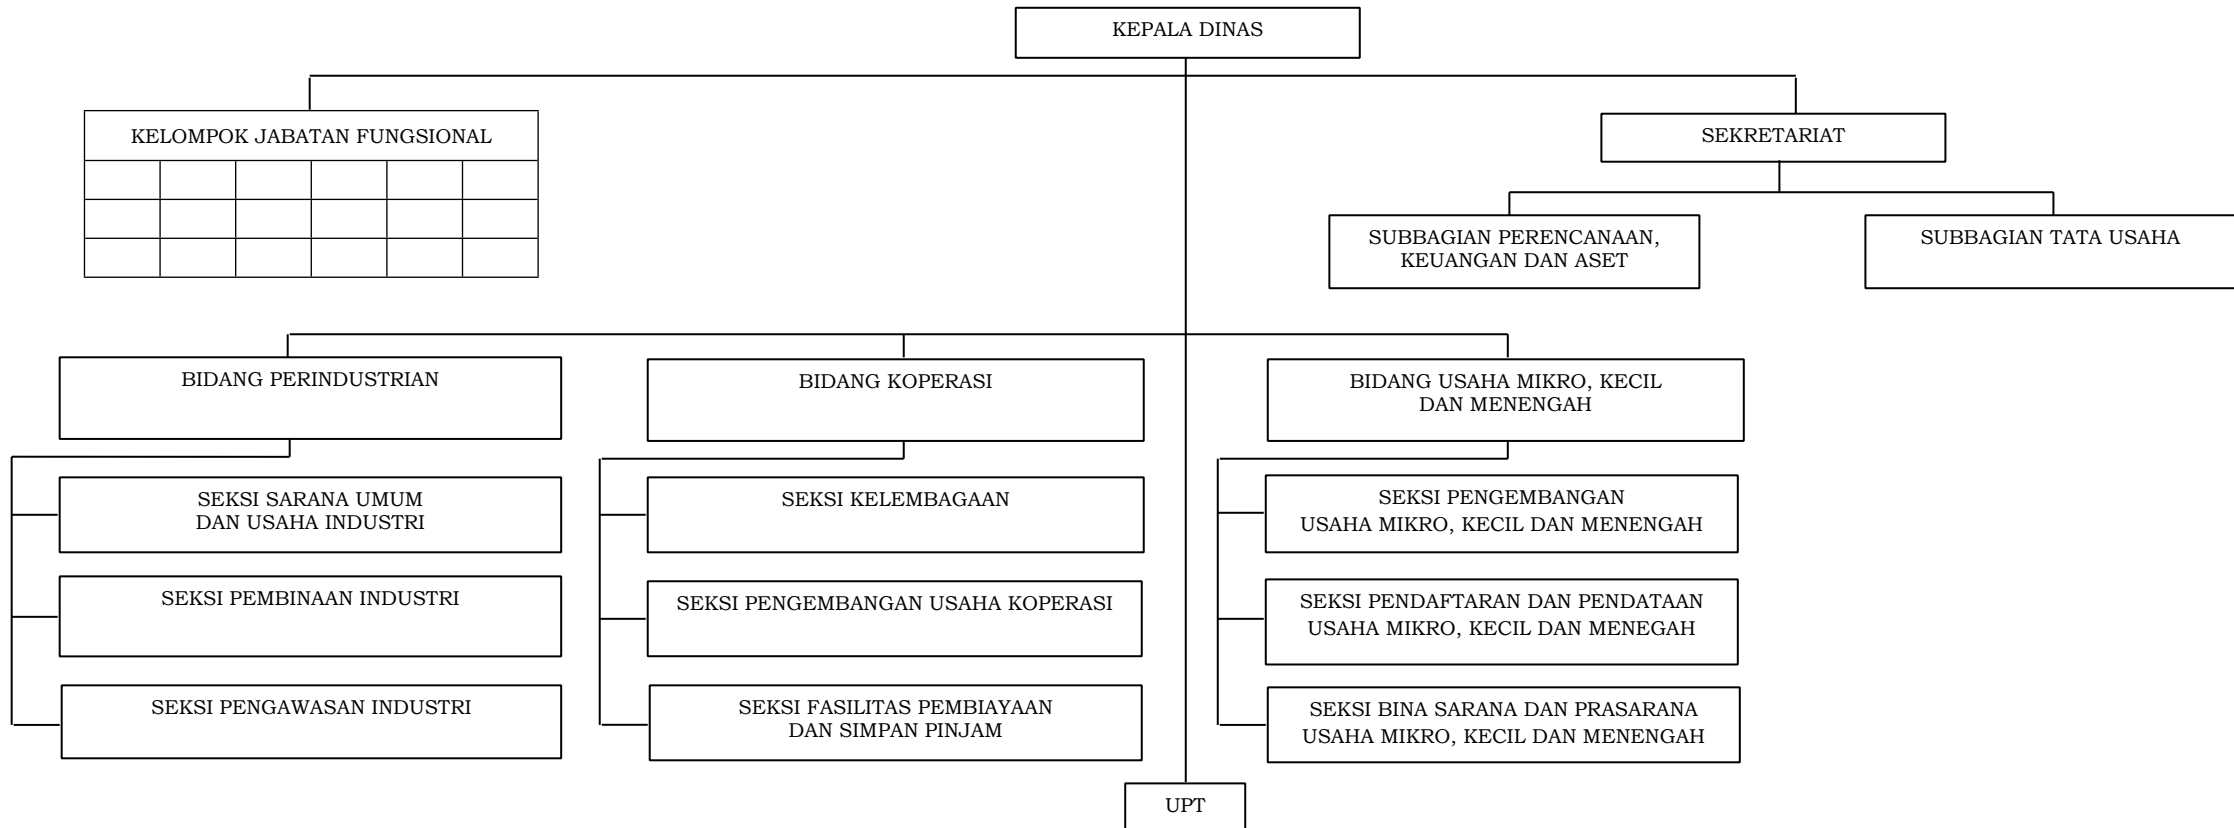 KEPALA DINAS
KELOMPOK JABATAN FUNGSIONAL
SEKRETARIAT
SUBBAGIAN PERENCANAAN,
KEUANGAN DAN ASET
SUBBAGIAN TATA USAHA
BIDANG PERINDUSTRIAN
SEKSI SARANA UMUM
DAN USAHA INDUSTRI
SEKSI PEMBINAAN INDUSTRI
SEKSI PENGAWASAN INDUSTRI
BIDANG KOPERASI
SEKSI KELEMBAGAAN
SEKSI PENGEMBANGAN USAHA KOPERASI
SEKSI FASILITAS PEMBIAYAAN
DAN SIMPAN PINJAM
BIDANG USAHA MIKRO, KECIL
DAN MENENGAH
SEKSI PENGEMBANGAN
USAHA MIKRO, KECIL DAN MENENGAH
SEKSI PENDAFTARAN DAN PENDATAAN
USAHA MIKRO, KECIL DAN MENEGAH
SEKSI BINA SARANA DAN PRASARANA
USAHA MIKRO, KECIL DAN MENENGAH
UPT